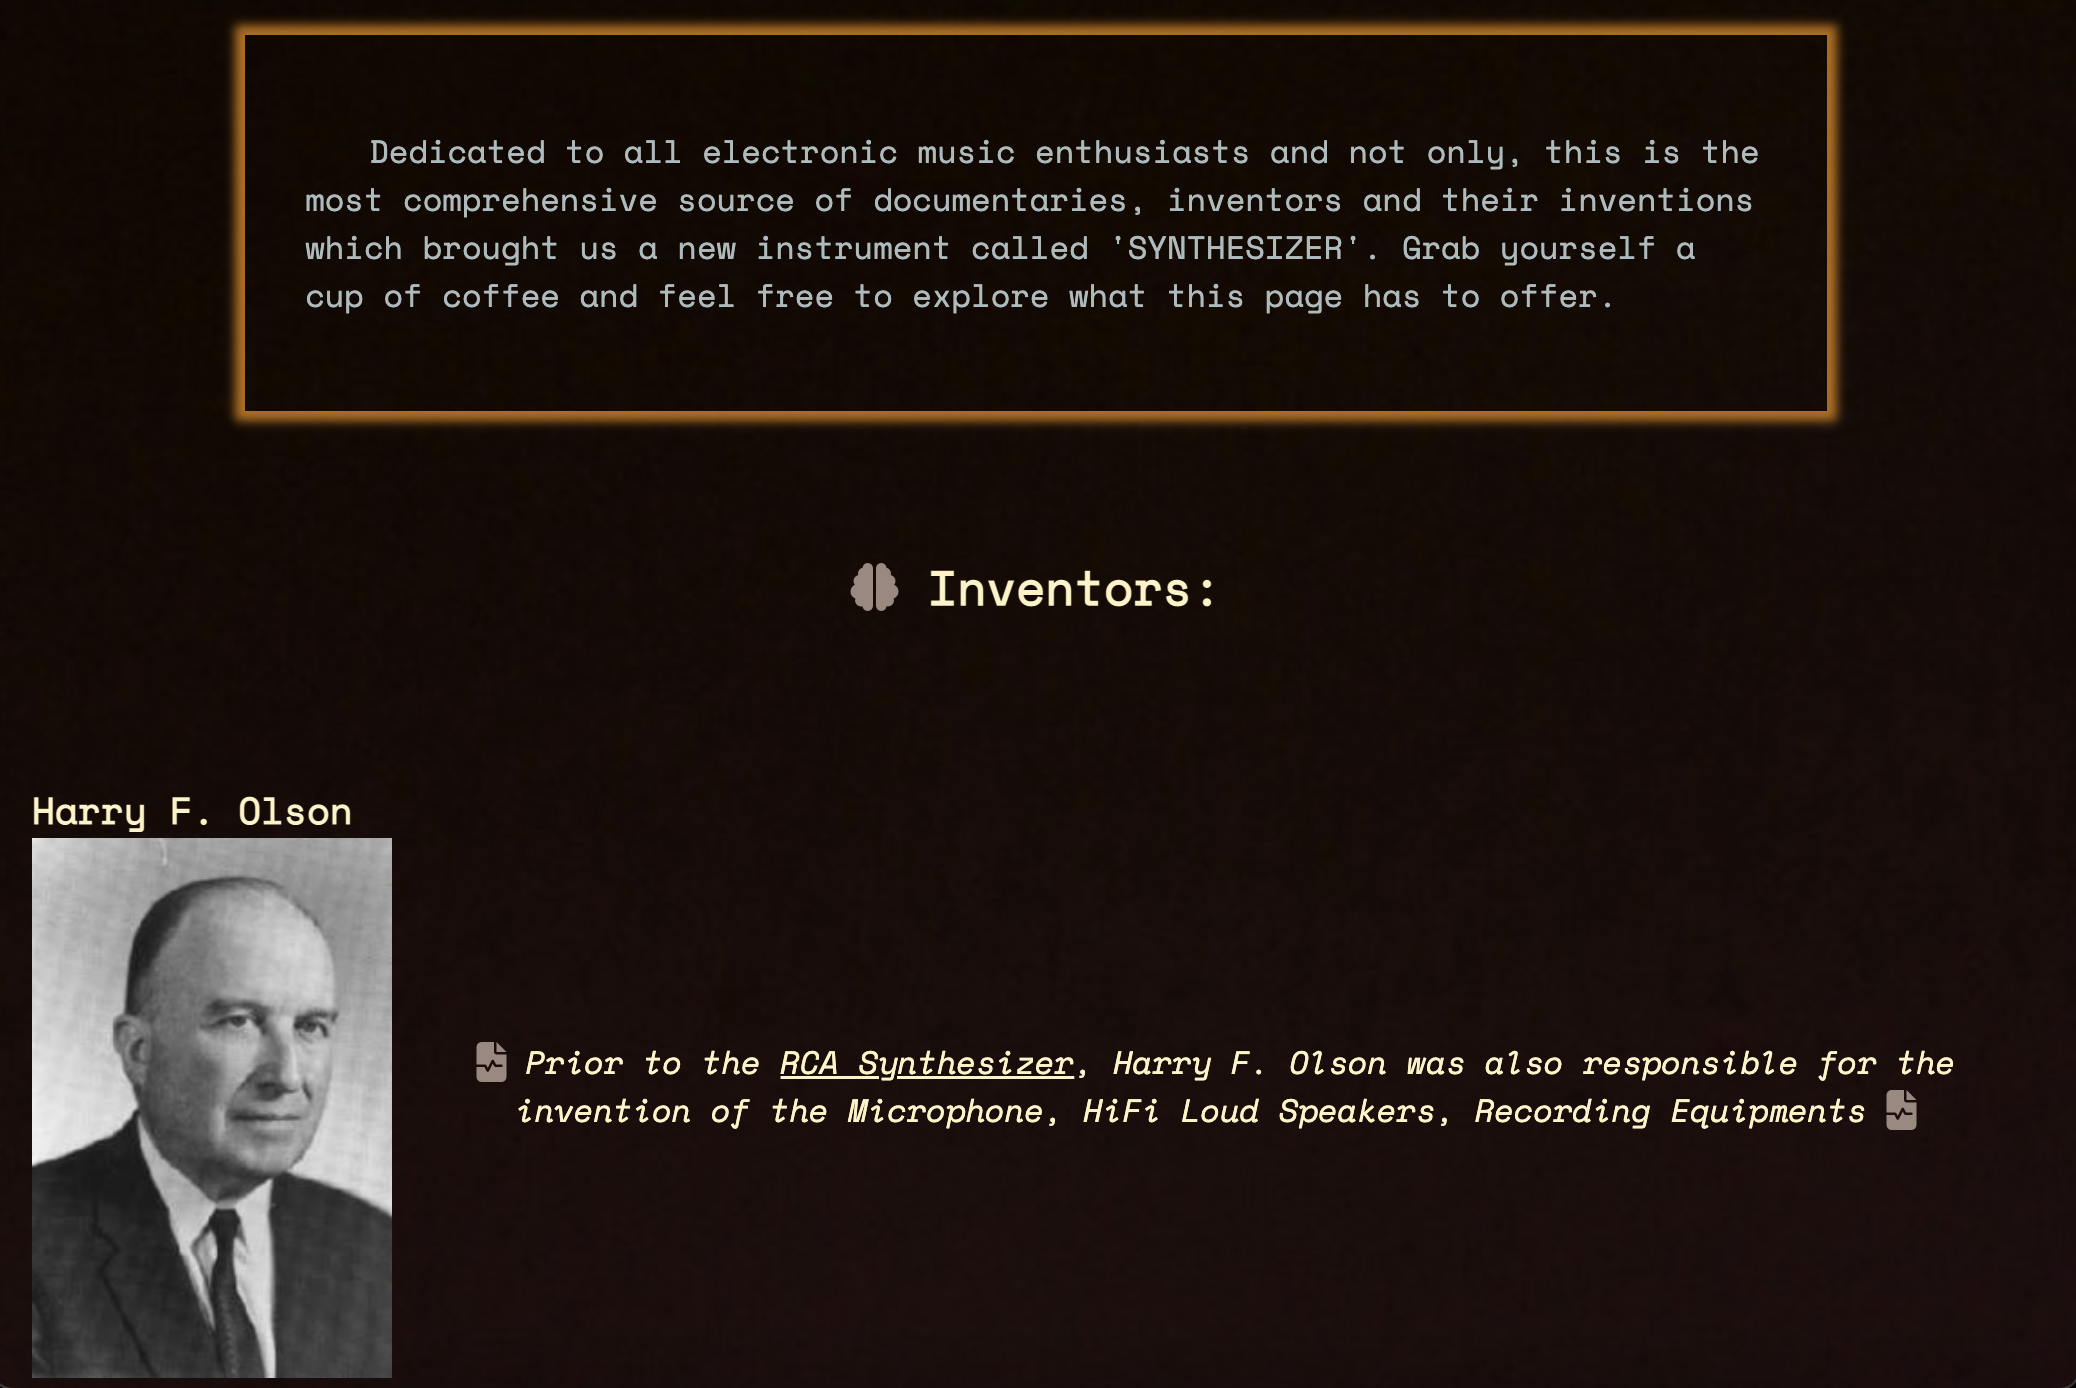 Dedicated to all electronic music enthusiasts and not only, this is the
most comprehensive source of documentaries, inventors and their inventions
which brought us a new instrument called 'SYNTHESIZER'. Grab yourself a
cup of coffee and feel free to explore what this page has to offer.
Inventors:
Harry F. Olson
Prior to the RCA Synthesizer, Harry F. Olson was also responsible for the
invention of the Microphone, HiFi Loud Speakers, Recording Equipments